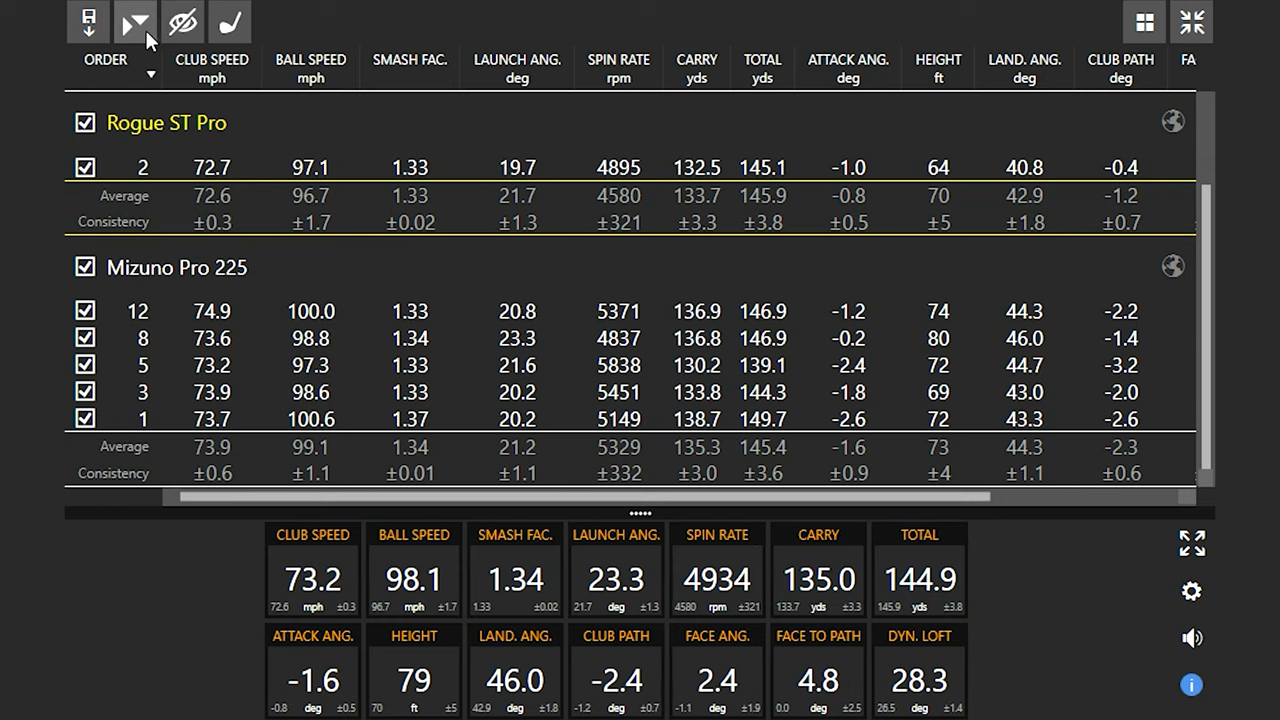 ORDER CLUB SPEED BALL SPEED SMASH FAC. LAUNCH ANG. SPIN RATE CARRY TOTAL ATTACK ANG. HEIGHT LAND. ANG. CLUB PATH FA
mph mph deg rpm yds yds deg ft deg deg
Rogue ST Pro
2 72.7 97.1 1.33 19.7 4895 132.5 145.1 -1.0 64 40.8 -0.4
Average 72.6 96.7 1.33 21.7 4580 133.7 145.9 -0.8 70 42.9 -1.2
Consistency ±0.3 ±1.7 ±0.02 ±1.3 ±321 ±3.3 ±3.8 ±0.5 ±5 ±1.8 ±0.7
Mizuno Pro 225
12 74.9 100.0 1.33 20.8 5371 136.9 146.9 -1.2 74 44.3 -2.2
8 73.6 98.8 1.34 23.3 4837 136.8 146.9 -0.2 80 46.0 -1.4
5 73.2 97.3 1.33 21.6 5838 130.2 139.1 -2.4 72 44.7 -3.2
3 73.9 98.6 1.33 20.2 5451 133.8 144.3 -1.8 69 43.0 -2.0
1 73.7 100.6 1.37 20.2 5149 138.7 149.7 -2.6 72 43.3 -2.6
Average 73.9 99.1 1.34 21.2 5329 135.3 145.4 -1.6 73 44.3 -2.3
Consistency ±0.6 ±1.1 ±0.01 ±1.1 ±332 ±3.0 ±3.6 ±0.9 ±4 ±1.1 ±0.6
CLUB SPEED BALL SPEED SMASH FAC. LAUNCH ANG. SPIN RATE CARRY TOTAL
73.2 98.1 1.34 23.3 4934 135.0 144.9
72.6 mph ±0.3 96.7 mph ±1.7 1.33 ±0.02 21.7 deg ±1.3 4580 rpm ±321 133.7 yds ±3.3 145.9 yds ±3.8
ATTACK ANG. HEIGHT LAND. ANG. CLUB PATH FACE ANG. FACE TO PATH DYN. LOFT
-1.6 79 46.0 -2.4 2.4 4.8 28.3
-0.8 deg ±0.5 70 ft ±5 42.9 deg ±1.8 -1.2 deg ±0.7 -1.1 deg ±1.9 0.0 deg ±2.5 26.5 deg ±1.4